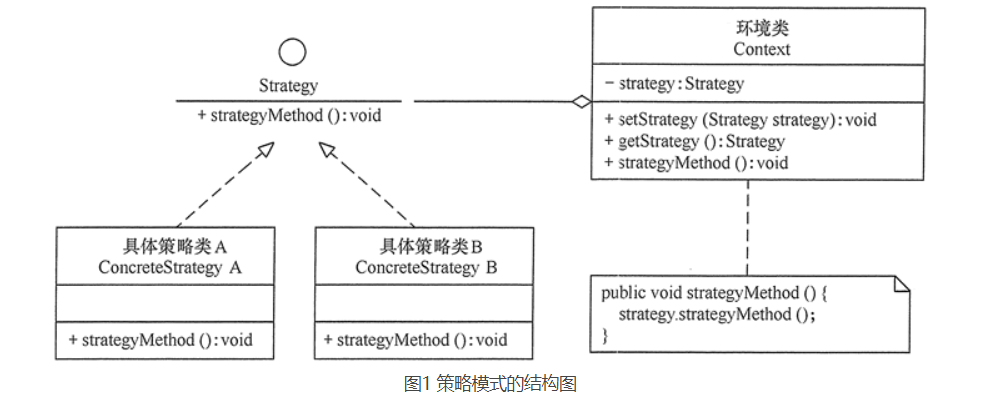 Strategy
+ strategyMethod ( ) : void
环境类
Context
− strategy : Strategy
+ setStrategy (Strategy strategy) : void
+ getStrategy ( ) : Strategy
+ strategyMethod ( ) : void
具体策略类 A
ConcreteStrategy A
+ strategyMethod ( ) : void
具体策略类 B
ConcreteStrategy B
+ strategyMethod ( ) : void
public void strategyMethod ( ) {
strategy.strategyMethod ( );
}
图1 策略模式的结构图